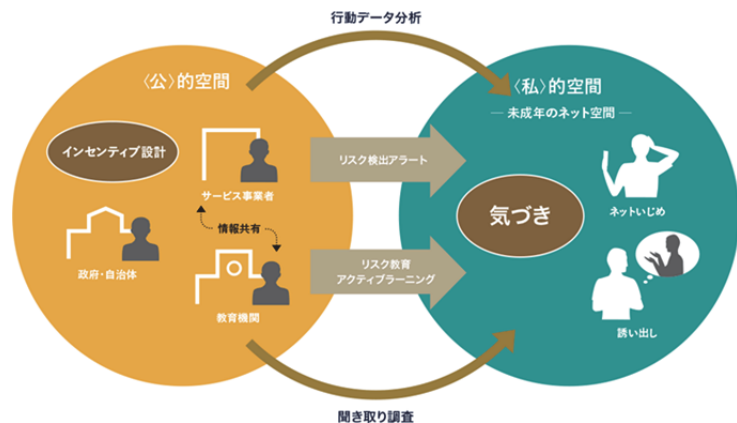 行動データ分析
〈公〉的空間
インセンティブ設計
サービス事業者
情報共有
政府・自治体
教育機関
リスク検出アラート
リスク教育
アクティブラーニング
〈私〉的空間
― 未成年のネット空間 ―
気づき
ネットいじめ
誘い出し
聞き取り調査